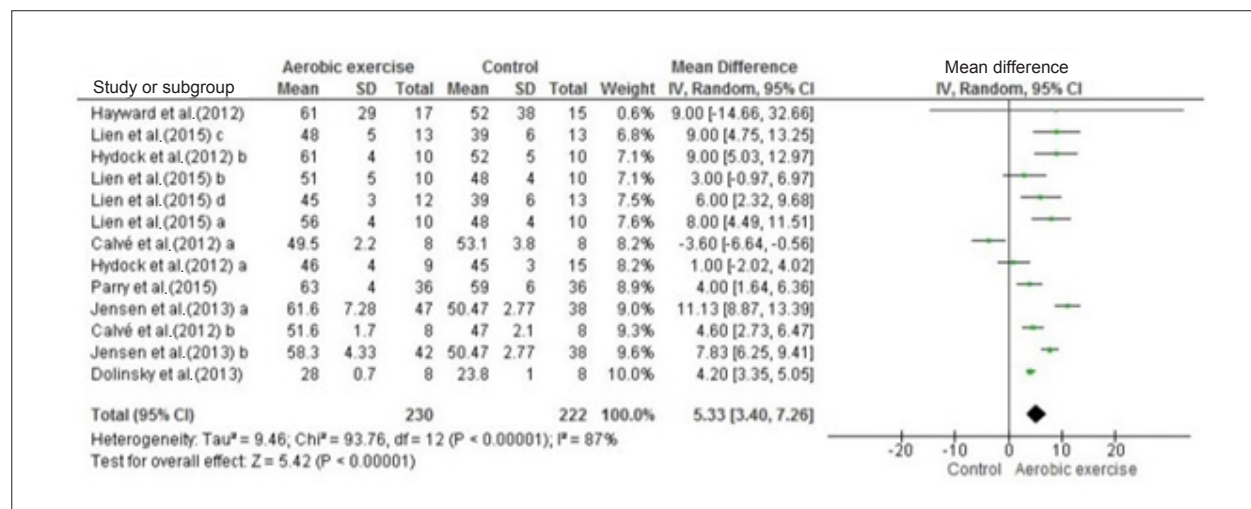 Aerobic exercise Control Mean Difference Mean difference
Study or subgroup Mean SD Total Mean SD Total Weight IV, Random, 95% CI IV, Random, 95% CI
Hayward et al.(2012) 61 29 17 52 38 15 0.6% 9.00 [-14.66, 32.66]
Lien et al.(2015) c 48 5 13 39 6 13 6.8% 9.00 [4.75, 13.25]
Hydock et al.(2012) b 61 4 10 52 5 10 7.1% 9.00 [5.03, 12.97]
Lien et al.(2015) b 51 5 10 48 4 10 7.1% 3.00 [-0.97, 6.97]
Lien et al.(2015) d 45 3 12 39 6 13 7.5% 6.00 [2.32, 9.68]
Lien et al.(2015) a 56 4 10 48 4 10 7.6% 8.00 [4.49, 11.51]
Calvé et al.(2012) a 49.5 2.2 8 53.1 3.8 8 8.2% -3.60 [-6.64, -0.56]
Hydock et al.(2012) a 46 4 9 45 3 15 8.2% 1.00 [-2.02, 4.02]
Parry et al.(2015) 63 4 36 59 6 36 8.9% 4.00 [1.64, 6.36]
Jensen et al.(2013) a 61.6 7.28 47 50.47 2.77 38 9.0% 11.13 [8.87, 13.39]
Calvé et al.(2012) b 51.6 1.7 8 47 2.1 8 9.3% 4.60 [2.73, 6.47]
Jensen et al.(2013) b 58.3 4.33 42 50.47 2.77 38 9.6% 7.83 [6.25, 9.41]
Dolinsky et al.(2013) 28 0.7 8 23.8 1 8 10.0% 4.20 [3.35, 5.05]
Total (95% CI) 230 222 100.0% 5.33 [3.40, 7.26]
Heterogeneity: Tau² = 9.46; Chi² = 93.76, df = 12 (P < 0.00001); I² = 87%
Test for overall effect: Z = 5.42 (P < 0.00001)
-20 -10 0 10 20
Control Aerobic exercise